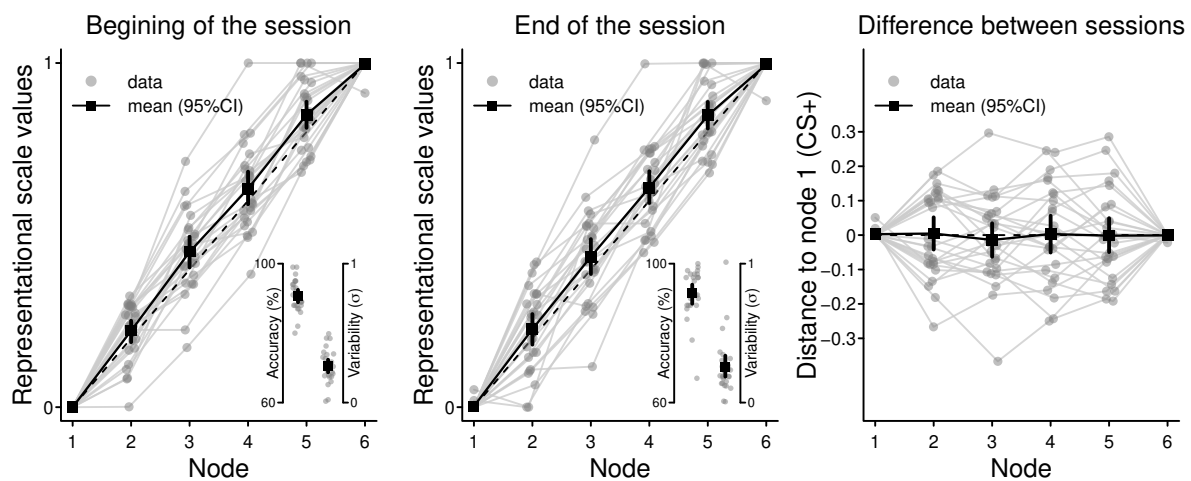 Begining of the session
Representational scale values
1
0
data
mean (95%CI)
100
60
Accuracy (%)
1
0
Variability (σ)
1 2 3 4 5 6
Node
End of the session
Representational scale values
1
0
data
mean (95%CI)
100
60
Accuracy (%)
1
0
Variability (σ)
1 2 3 4 5 6
Node
Difference between sessions
Distance to node 1 (CS+)
data
mean (95%CI)
0.3
0.2
0.1
0
−0.1
−0.2
−0.3
1 2 3 4 5 6
Node